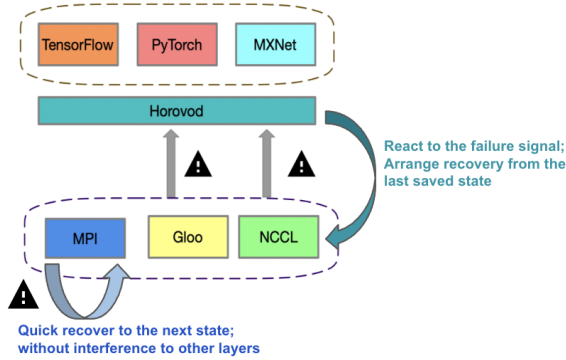 TensorFlow
PyTorch
MXNet
Horovod
React to the failure signal;
Arrange recovery from the
last saved state
MPI
Gloo
NCCL
Quick recover to the next state;
without interference to other layers